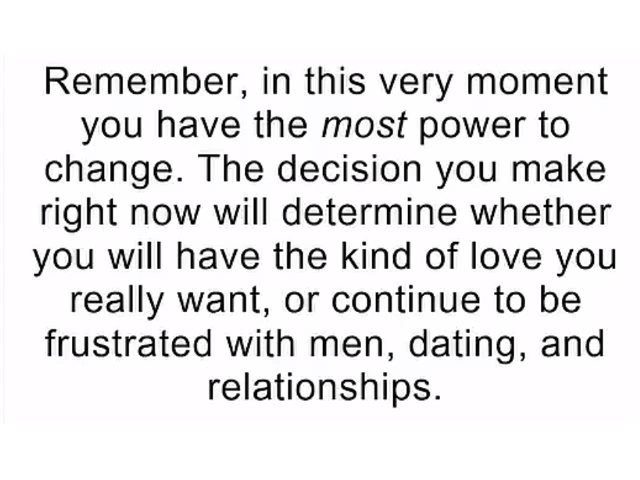 Remember, in this very moment
you have the most power to
change. The decision you make
right now will determine whether
you will have the kind of love you
really want, or continue to be
frustrated with men, dating, and
relationships.